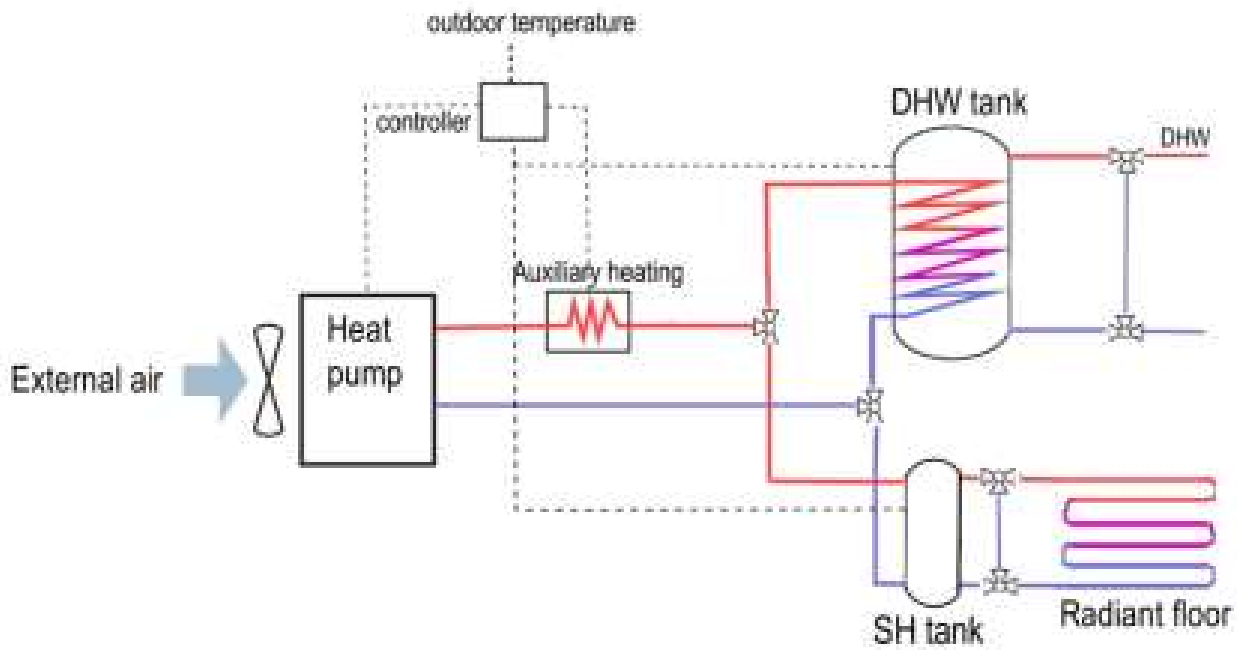 outdoor temperature
controller
DHW tank
DHW
Auxiliary heating
Heat
pump
External air
SH tank
Radiant floor